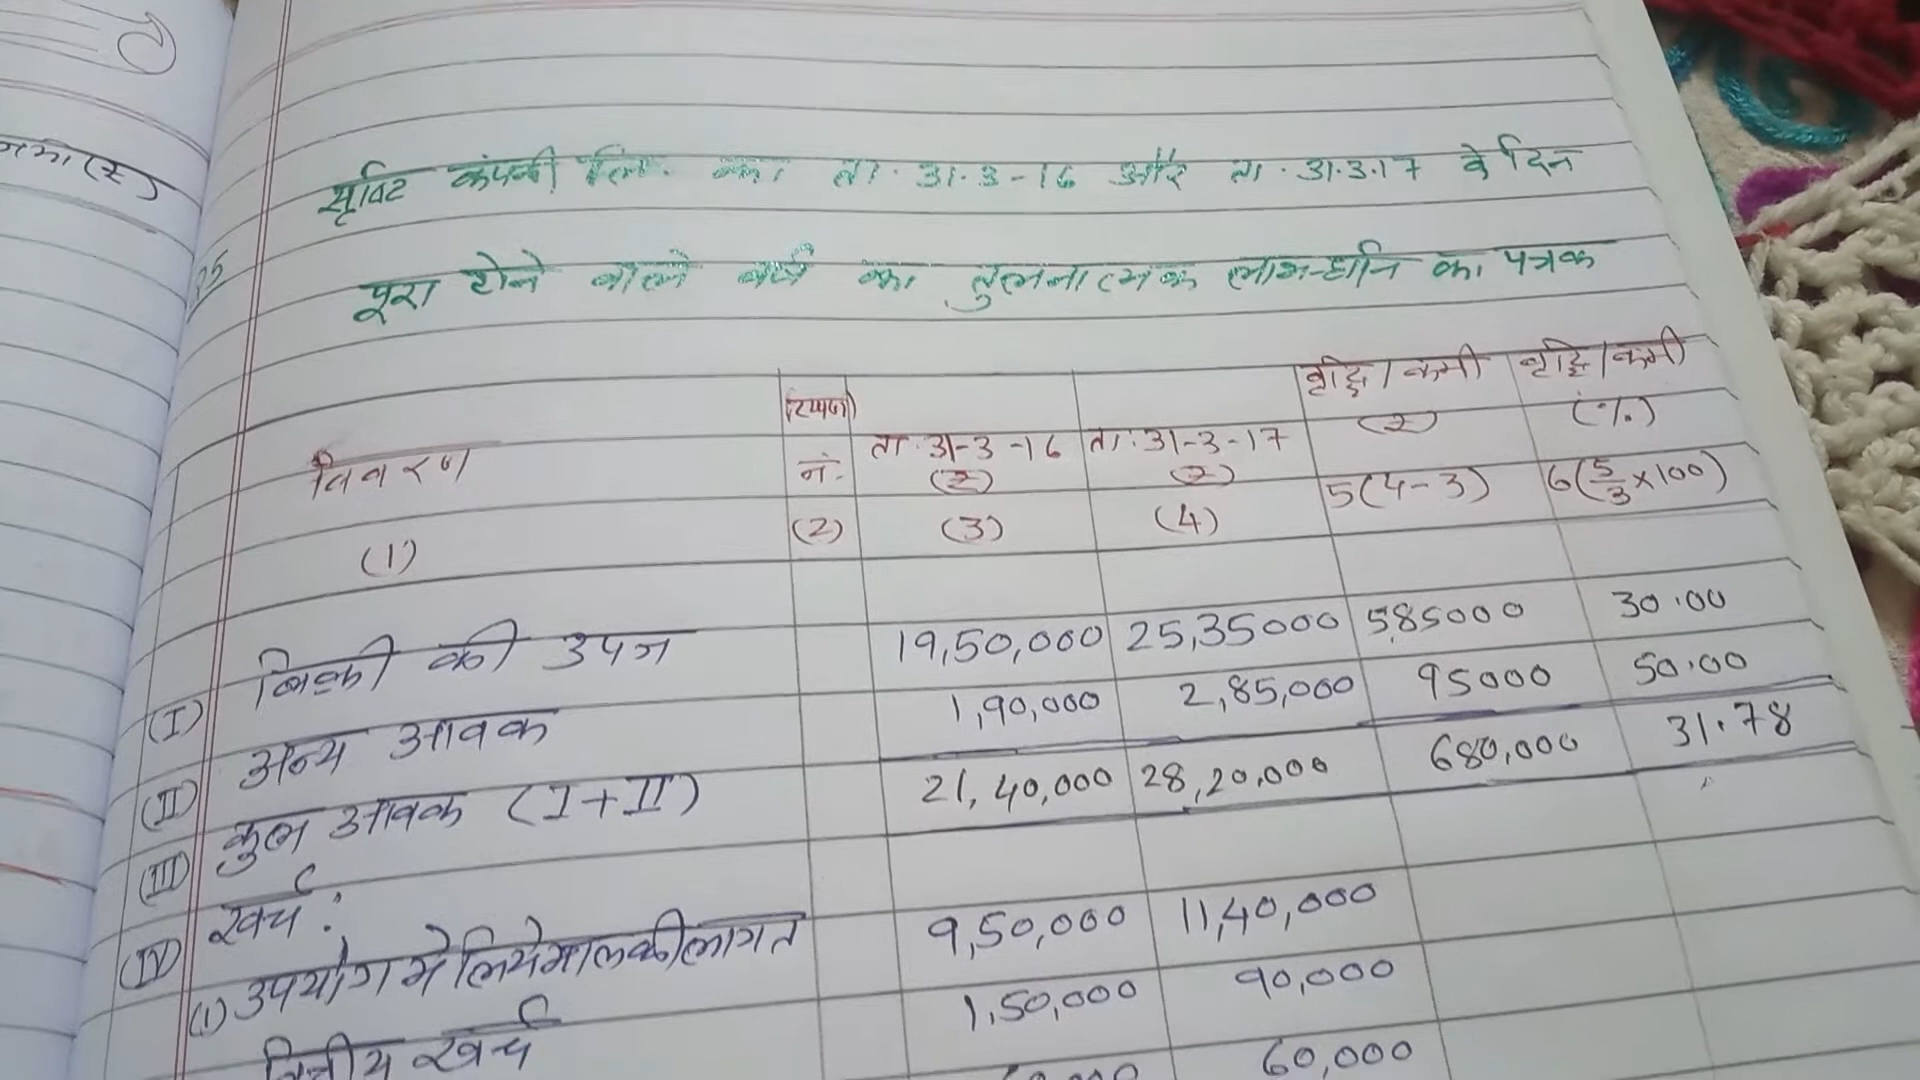 जमा (₹)
सृष्टि कंपनी लि. का ता. 31.3-16 और ता. 31.3.17 के दिन
पूरा होने वाले वर्ष का तुलनात्मक लाभ-हानि का पत्रक
विवरण टिप्पणी नं. ता. 31-3-16 (₹) ता. 31-3-17 (₹) वृद्धि/कमी (₹) वृद्धि/कमी (%)
(1) (2) (3) (4) 5(4-3) 6(5/3×100)
(I) बिक्री की उपज 19,50,000 25,35000 585000 30.00
(II) अन्य आवक 1,90,000 2,85,000 95000 50.00
(III) कुल आवक (I+II) 21,40,000 28,20,000 680,000 31.78
(IV) खर्च :
(1) उपयोग मे लिये माल की लागत 9,50,000 11,40,000
वित्तीय खर्च 1,50,000 90,000
60,000